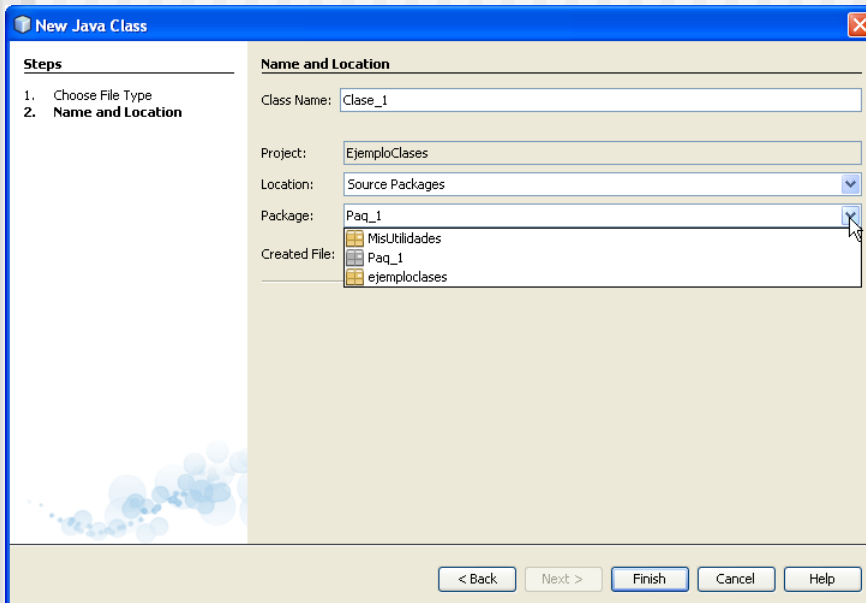 New Java Class
Steps
1. Choose File Type
2. Name and Location
Name and Location
Class Name: Clase_1
Project: EjemploClases
Location: Source Packages
Package: Paq_1
MisUtilidades
Created File: Paq_1
ejemploclases
< Back Next > Finish Cancel Help